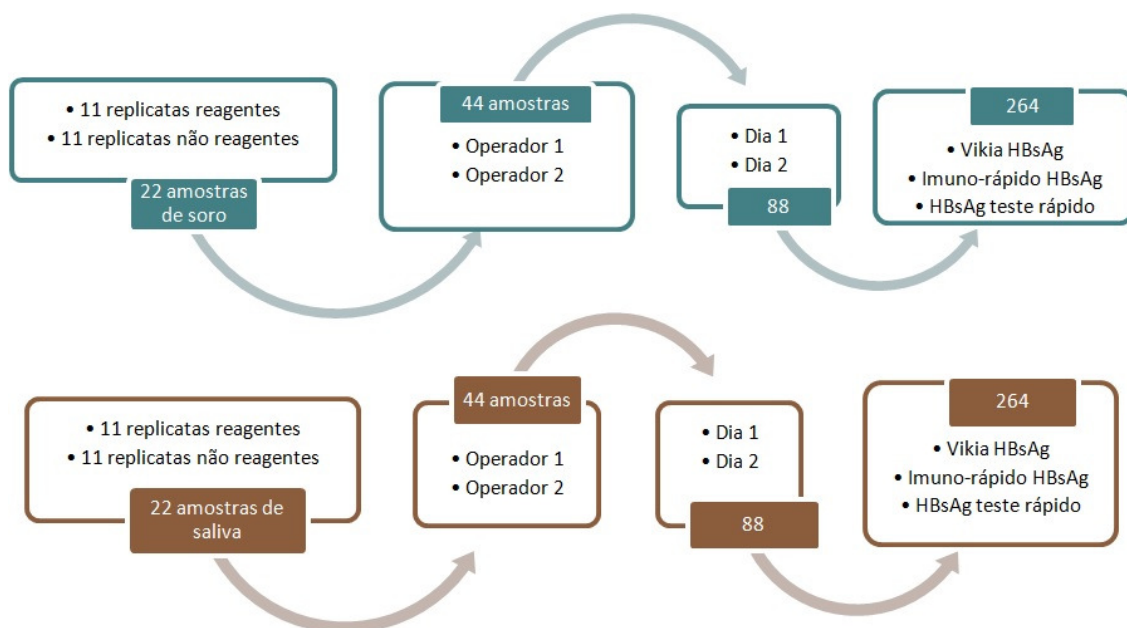 • 11 replicatas reagentes
• 11 replicatas não reagentes
22 amostras
de soro
44 amostras
• Operador 1
• Operador 2
• Dia 1
• Dia 2
88
264
• Vikia HBsAg
• Imuno-rápido HBsAg
• HBsAg teste rápido
• 11 replicatas reagentes
• 11 replicatas não reagentes
22 amostras de
saliva
44 amostras
• Operador 1
• Operador 2
• Dia 1
• Dia 2
88
264
• Vikia HBsAg
• Imuno-rápido HBsAg
• HBsAg teste rápido